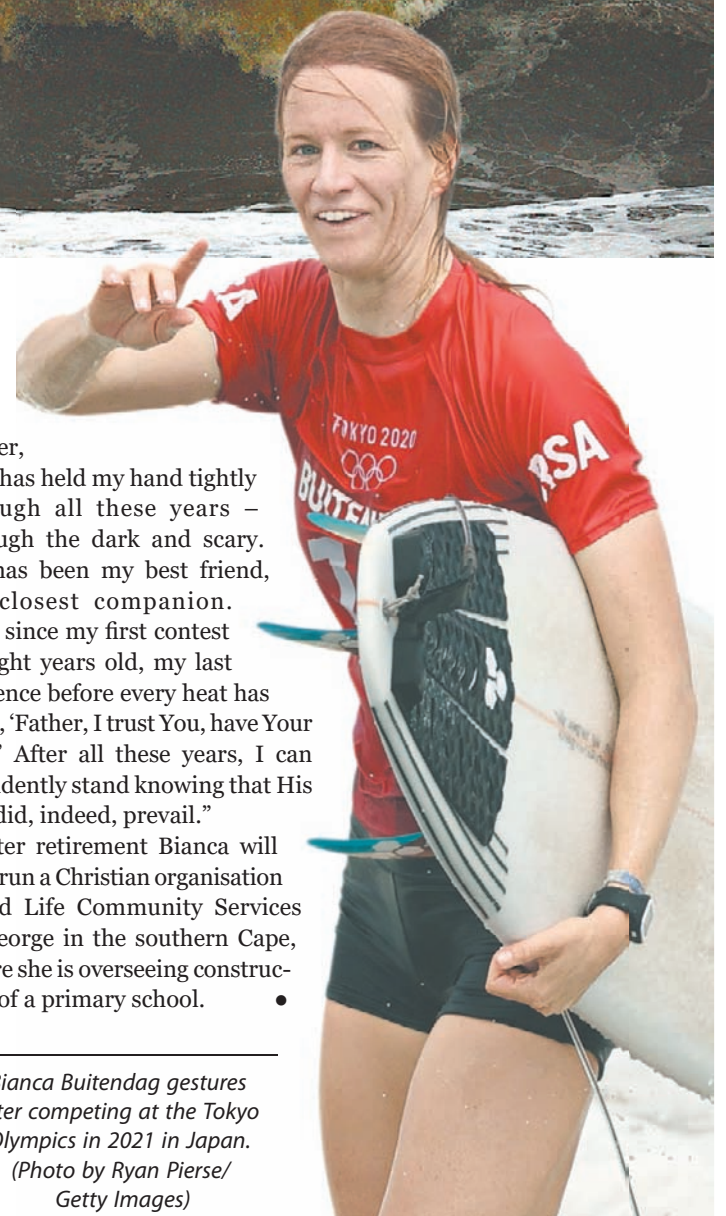 A
TOKYO 2020
BUITEN
RSA
er,
has held my hand tightly
ugh all these years –
ugh the dark and scary.
has been my best friend,
closest companion.
since my first contest
ght years old, my last
ence before every heat has
, ‘Father, I trust You, have Your
’ After all these years, I can
idently stand knowing that His
did, indeed, prevail.”
ter retirement Bianca will
run a Christian organisation
d Life Community Services
eorge in the southern Cape,
re she is overseeing construc-
of a primary school. ●
Bianca Buitendag gestures
ter competing at the Tokyo
Olympics in 2021 in Japan.
(Photo by Ryan Pierse/
Getty Images)